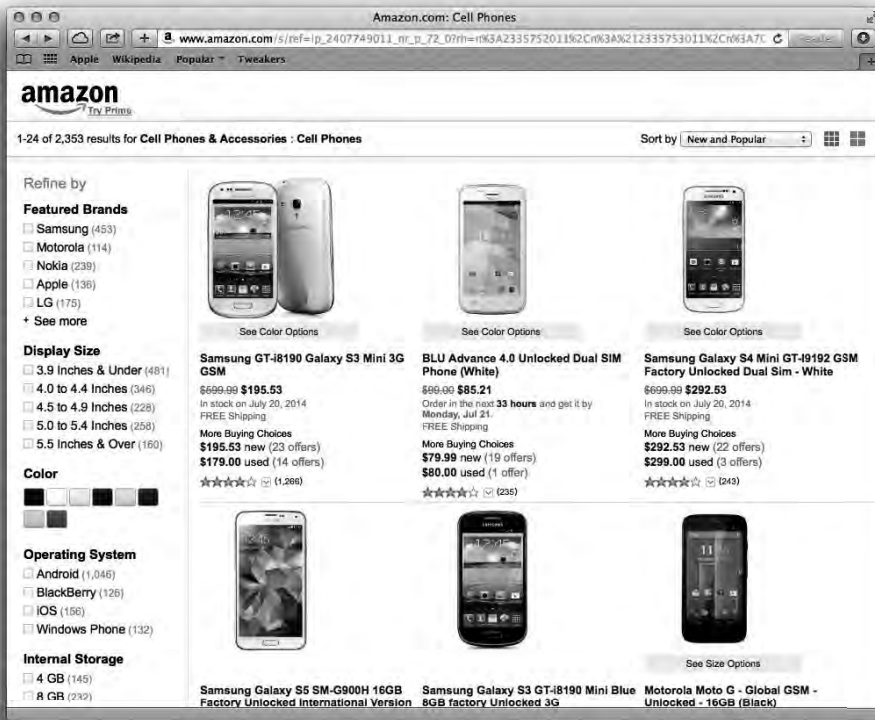 Amazon.com: Cell Phones
www.amazon.com/s/ref=lp_2407749011_nr_p_72_0?rh=n%3A2335752011%2Cn%3A%212335753011%2Cn%3A7C
Reader
Apple Wikipedia Popular Tweakers
amazon
Try Prime
1-24 of 2,353 results for Cell Phones & Accessories : Cell Phones
Sort by New and Popular
Refine by
Featured Brands
Samsung (453)
Motorola (114)
Nokia (239)
Apple (136)
LG (175)
+ See more
Display Size
3.9 Inches & Under (481)
4.0 to 4.4 Inches (346)
4.5 to 4.9 Inches (228)
5.0 to 5.4 Inches (258)
5.5 Inches & Over (160)
Color
Operating System
Android (1,046)
BlackBerry (126)
iOS (156)
Windows Phone (132)
Internal Storage
4 GB (145)
8 GB (232)
See Color Options
Samsung GT-i8190 Galaxy S3 Mini 3G
GSM
$699.99 $195.53
In stock on July 20, 2014
FREE Shipping
More Buying Choices
$195.53 new (23 offers)
$179.00 used (14 offers)
(1,266)
See Color Options
BLU Advance 4.0 Unlocked Dual SIM
Phone (White)
$99.00 $85.21
Order in the next 33 hours and get it by
Monday, Jul 21.
FREE Shipping
More Buying Choices
$79.99 new (19 offers)
$80.00 used (1 offer)
(235)
See Color Options
Samsung Galaxy S4 Mini GT-I9192 GSM
Factory Unlocked Dual Sim - White
$699.99 $292.53
In stock on July 20, 2014
FREE Shipping
More Buying Choices
$292.53 new (22 offers)
$299.00 used (3 offers)
(243)
Samsung Galaxy S5 SM-G900H 16GB
Factory Unlocked International Version
Samsung Galaxy S3 GT-i8190 Mini Blue
8GB factory Unlocked 3G
See Size Options
Motorola Moto G - Global GSM -
Unlocked - 16GB (Black)